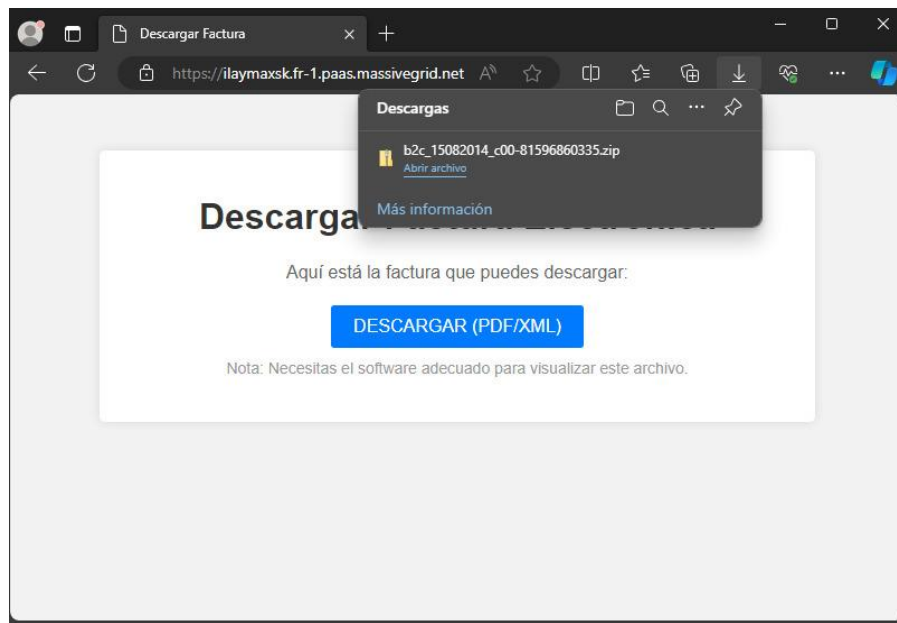 Descargar Factura
https://ilaymaxsk.fr-1.paas.massivegrid.net
Descargas
b2c_15082014_c00-81596860335.zip
Abrir archivo
Más información
Descargar
Aquí está la factura que puedes descargar:
DESCARGAR (PDF/XML)
Nota: Necesitas el software adecuado para visualizar este archivo.